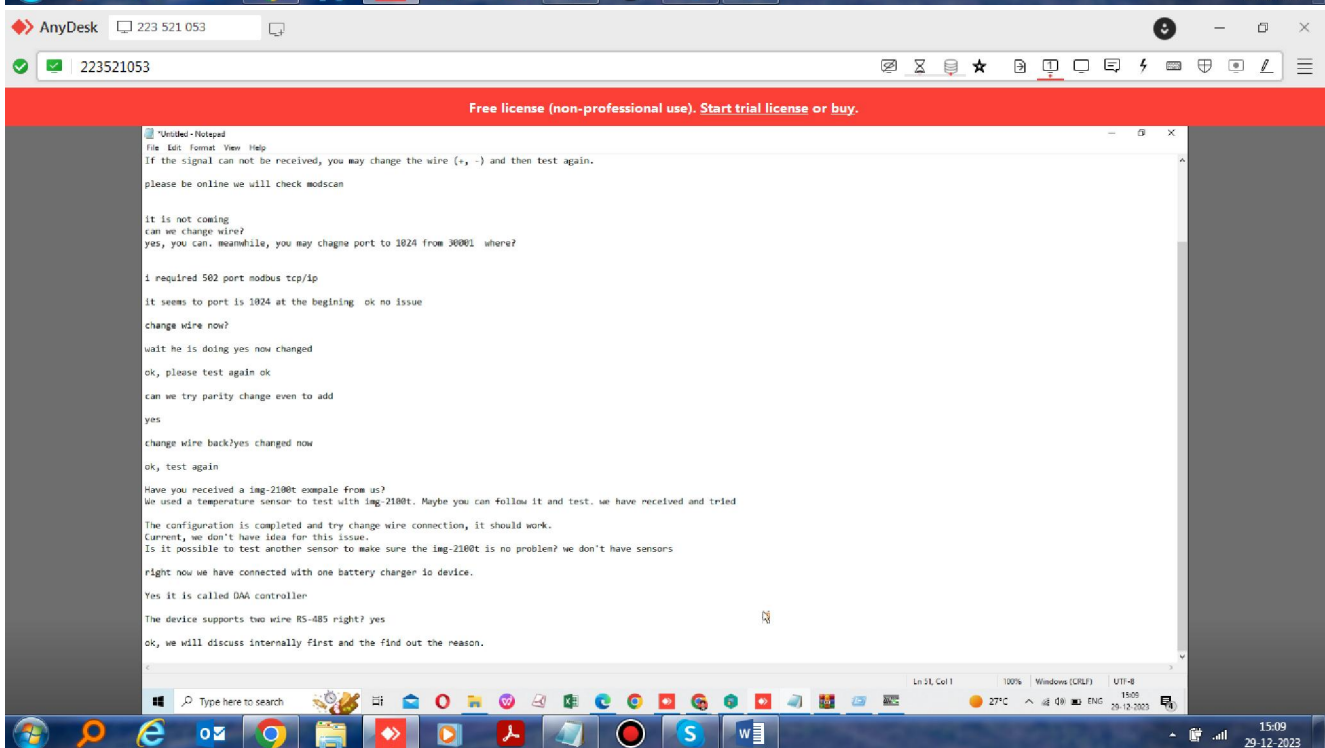 AnyDesk 223 521 053
223521053
Free license (non-professional use). Start trial license or buy.
*Untitled - Notepad
File Edit Format View Help
If the signal can not be received, you may change the wire (+, -) and then test again.
please be online we will check modscan
it is not coming
can we change wire?
yes, you can. meanwhile, you may chagne port to 1024 from 30001 where?
i required 502 port modbus tcp/ip
it seems to port is 1024 at the begining ok no issue
change wire now?
wait he is doing yes now changed
ok, please test again ok
can we try parity change even to add
yes
change wire back?yes changed now
ok, test again
Have you received a img-2100t exmpale from us?
We used a temperature sensor to test with img-2100t. Maybe you can follow it and test. we have received and tried
The configuration is completed and try change wire connection, it should work.
Current, we don't have idea for this issue.
Is it possible to test another sensor to make sure the img-2100t is no problem? we don't have sensors
right now we have connected with one battery charger io device.
Yes it is called DAA controller
The device supports two wire RS-485 right? yes
ok, we will discuss internally first and the find out the reason.
Ln 51, Col 1 100% Windows (CRLF) UTF-8
Type here to search 27°C ENG 15:09
29-12-2023
15:09
29-12-2023